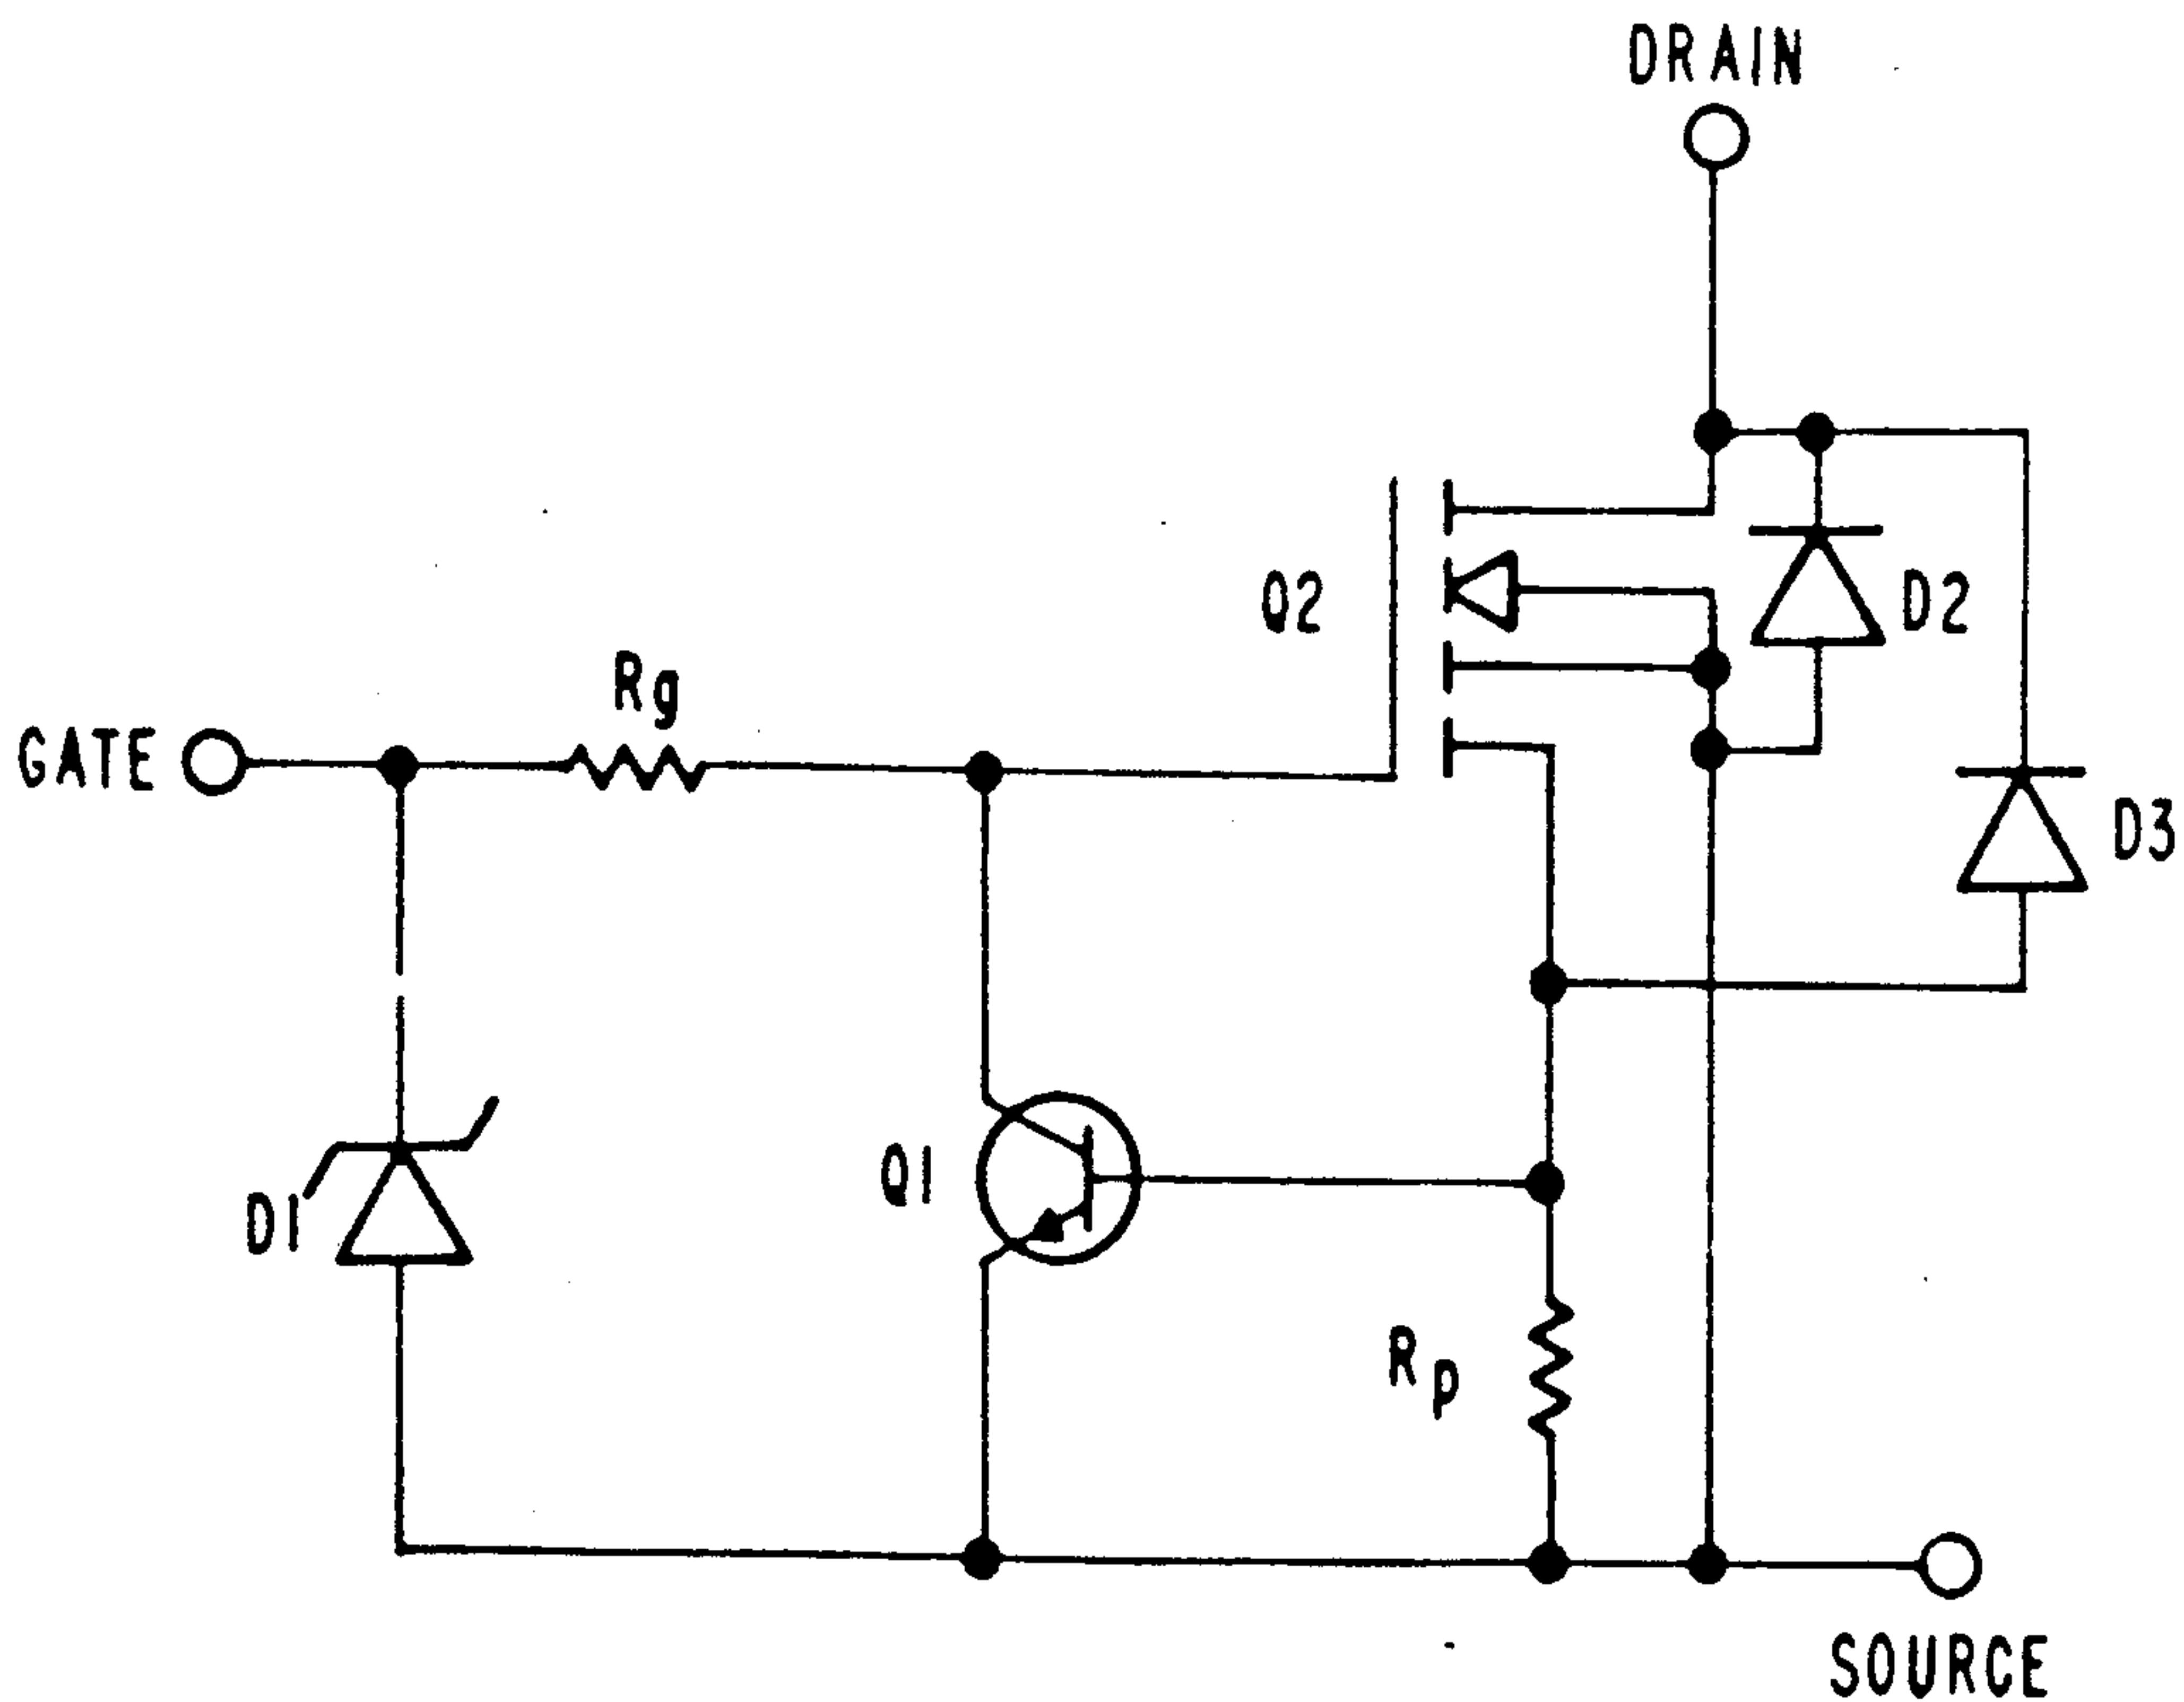 DRAIN
Q2
D2
Rg
GATE
D3
Q1
D1
Rp
SOURCE